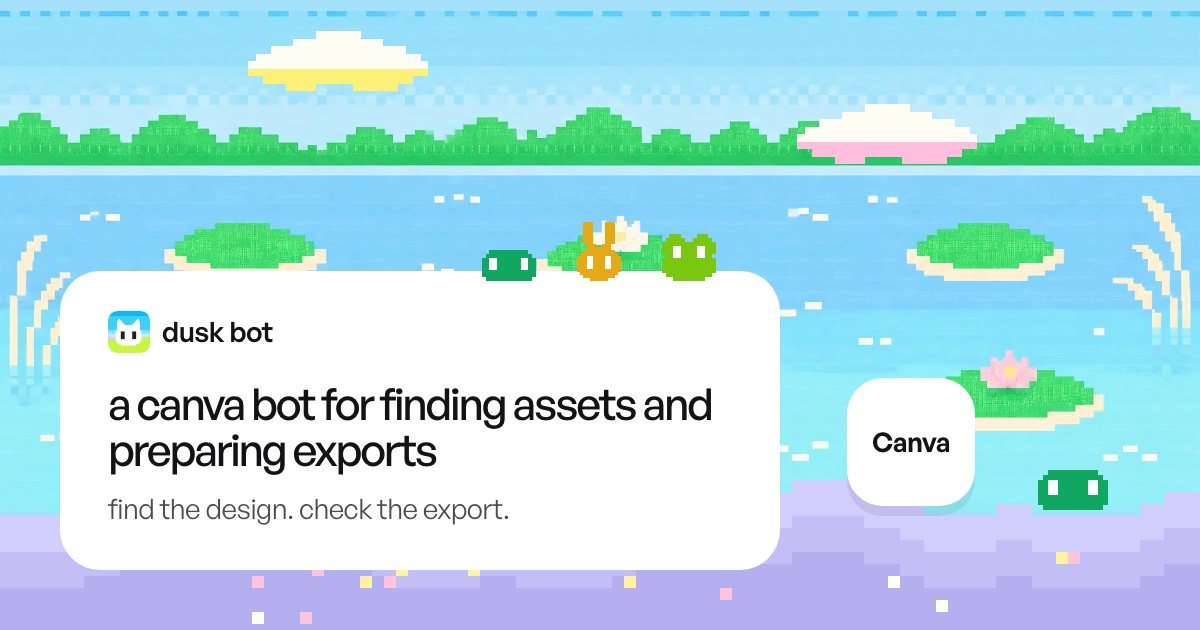 dusk bot
a canva bot for finding assets and
preparing exports
find the design. check the export.
Canva